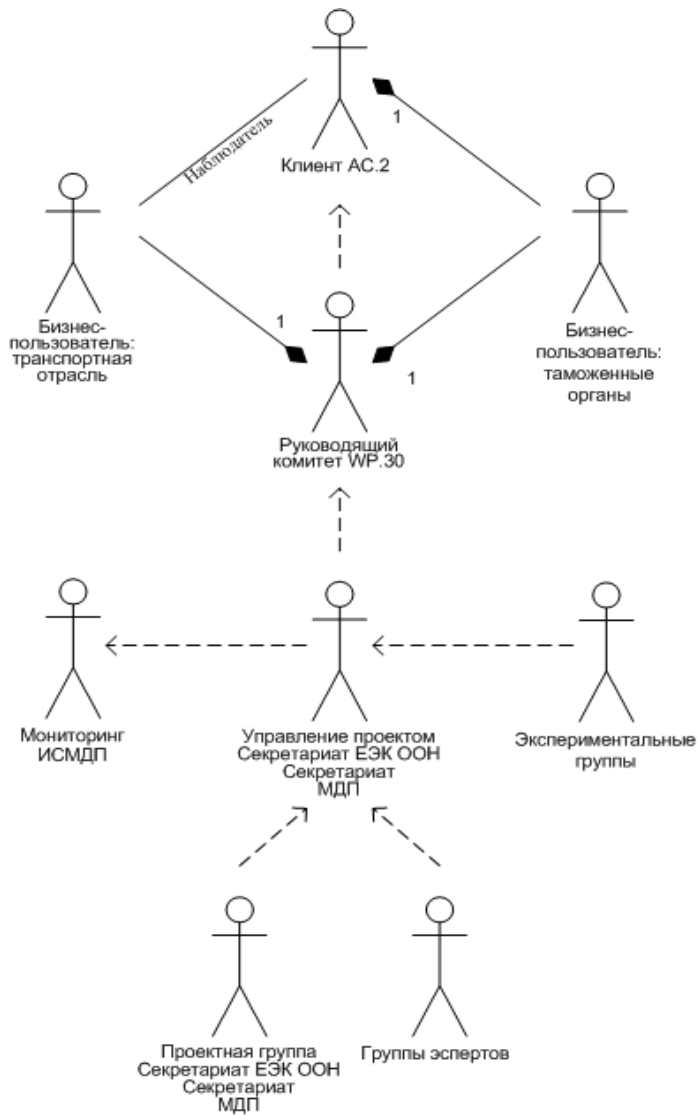 Клиент AC.2
1
Наблюдатель
Бизнес-
пользователь:
транспортная
отрасль
Бизнес-
пользователь:
таможенные
органы
1
1
Руководящий
комитет WP.30
Мониторинг
ИСМДП
Управление проектом
Секретариат ЕЭК ООН
Секретариат
МДП
Экспериментальные
группы
Проектная группа
Секретариат ЕЭК ООН
Секретариат
МДП
Группы эспертов